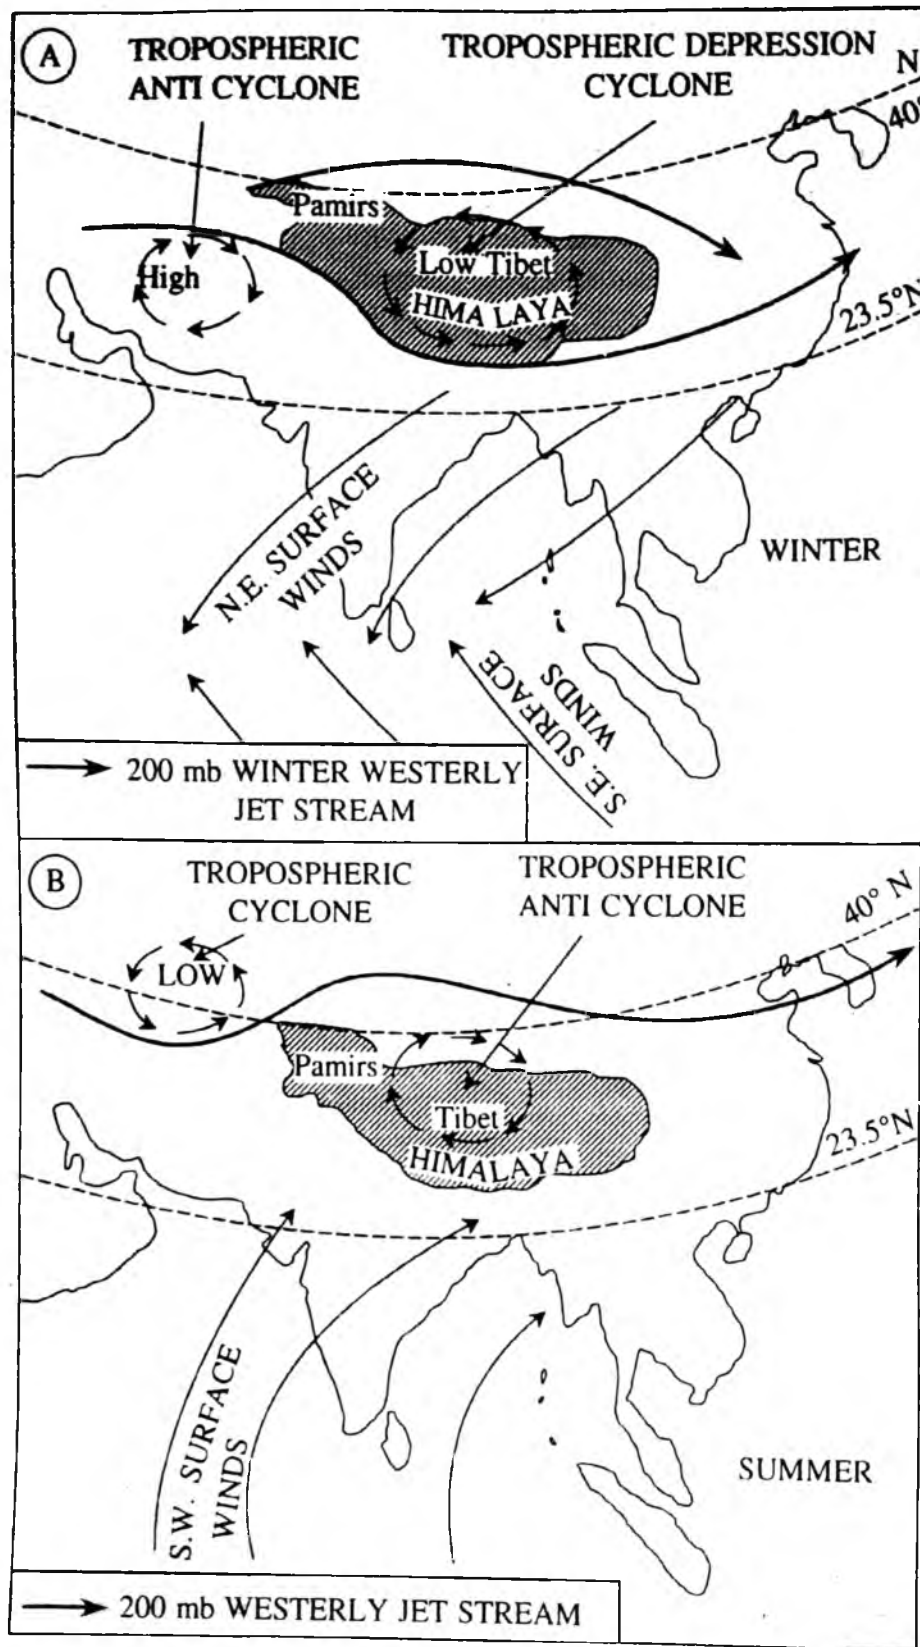 A
TROPOSPHERIC
ANTI CYCLONE
TROPOSPHERIC DEPRESSION
CYCLONE
N
40°
Pamirs
High
Low Tibet
HIMALAYA
23.5°N
N.E. SURFACE
WINDS
WINTER
S.E. SURFACE
WINDS
200 mb WINTER WESTERLY
JET STREAM
B
TROPOSPHERIC
CYCLONE
TROPOSPHERIC
ANTI CYCLONE
40° N
LOW
Pamirs
Tibet
HIMALAYA
23.5°N
S.W. SURFACE
WINDS
SUMMER
200 mb WESTERLY JET STREAM